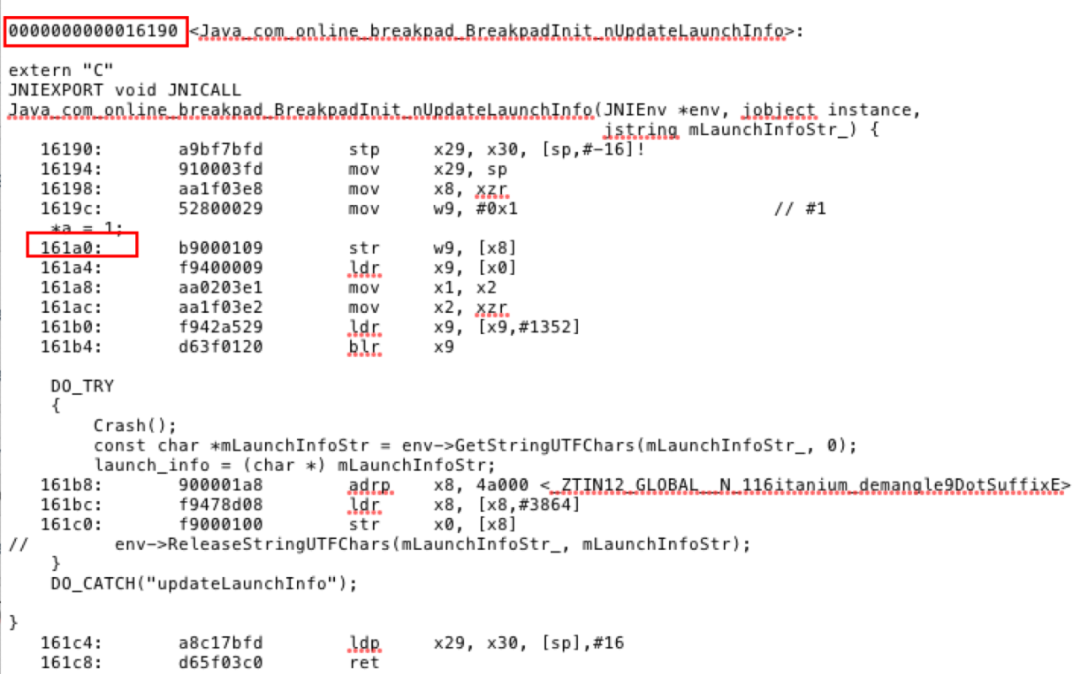 0000000000016190 <Java_com_online_breakpad_BreakpadInit_nUpdateLaunchInfo>:
extern "C"
JNIEXPORT void JNICALL
Java_com_online_breakpad_BreakpadInit_nUpdateLaunchInfo(JNIEnv *env, jobject instance,
jstring mLaunchInfoStr_) {
16190: a9bf7bfd stp x29, x30, [sp,#-16]!
16194: 910003fd mov x29, sp
16198: aa1f03e8 mov x8, xzr
1619c: 52800029 mov w9, #0x1 // #1
*a = 1;
161a0: b9000109 str w9, [x8]
161a4: f9400009 ldr x9, [x0]
161a8: aa0203e1 mov x1, x2
161ac: aa1f03e2 mov x2, xzr
161b0: f942a529 ldr x9, [x9,#1352]
161b4: d63f0120 blr x9
DO_TRY
{
Crash();
const char *mLaunchInfoStr = env->GetStringUTFChars(mLaunchInfoStr_, 0);
launch_info = (char *) mLaunchInfoStr;
161b8: 900001a8 adrp x8, 4a000 <_ZTIN12_GLOBAL__N_116itanium_demangle9DotSuffixE>
161bc: f9478d08 ldr x8, [x8,#3864]
161c0: f9000100 str x0, [x8]
// env->ReleaseStringUTFChars(mLaunchInfoStr_, mLaunchInfoStr);
}
DO_CATCH("updateLaunchInfo");
}
161c4: a8c17bfd ldp x29, x30, [sp],#16
161c8: d65f03c0 ret